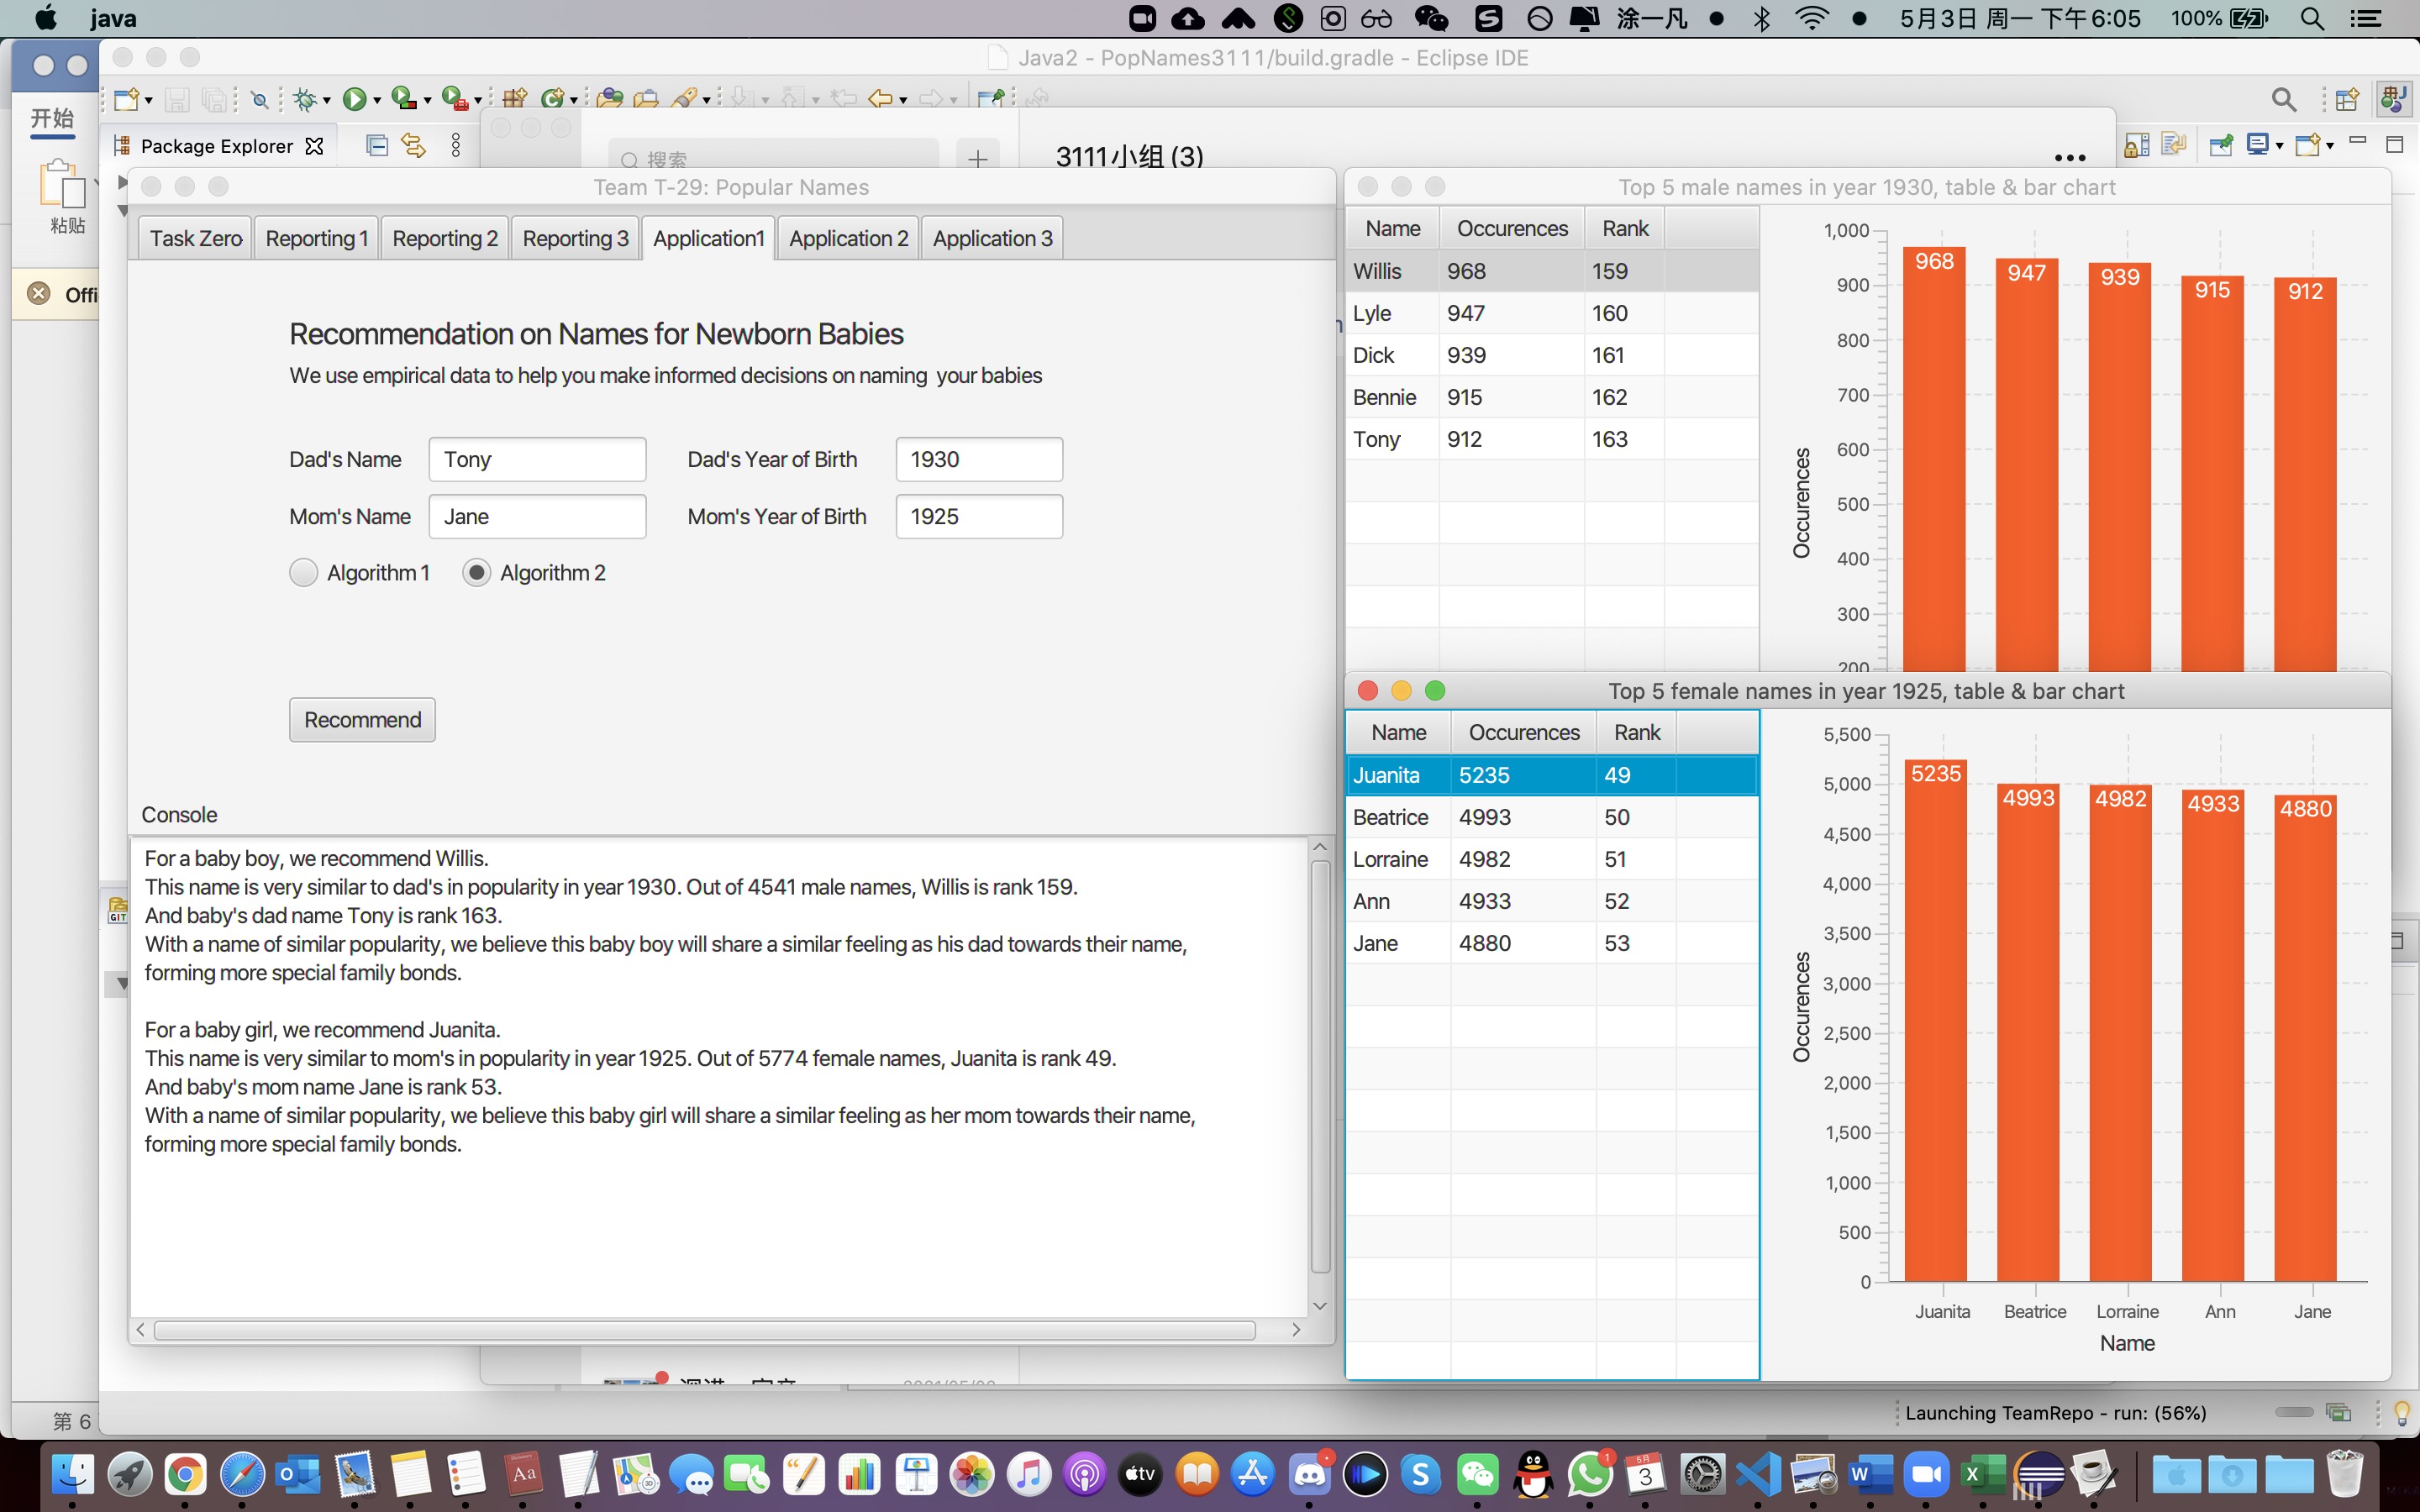 java
涂一凡
5月3日 周一 下午6:05
100%
Java2 - PopNames3111/build.gradle - Eclipse IDE
开始
Package Explorer
搜索
3111小组 (3)
粘贴
Team T-29: Popular Names
Task Zero
Reporting 1
Reporting 2
Reporting 3
Application1
Application 2
Application 3
Offi
Recommendation on Names for Newborn Babies
We use empirical data to help you make informed decisions on naming  your babies
Dad's Name
Tony
Dad's Year of Birth
1930
Mom's Name
Jane
Mom's Year of Birth
1925
Algorithm 1
Algorithm 2
Recommend
Console
For a baby boy, we recommend Willis.
This name is very similar to dad's in popularity in year 1930. Out of 4541 male names, Willis is rank 159.
And baby's dad name Tony is rank 163.
With a name of similar popularity, we believe this baby boy will share a similar feeling as his dad towards their name,
forming more special family bonds.
For a baby girl, we recommend Juanita.
This name is very similar to mom's in popularity in year 1925. Out of 5774 female names, Juanita is rank 49.
And baby's mom name Jane is rank 53.
With a name of similar popularity, we believe this baby girl will share a similar feeling as her mom towards their name,
forming more special family bonds.
Top 5 male names in year 1930, table & bar chart
Name Occurences Rank
Willis 968 159
Lyle 947 160
Dick 939 161
Bennie 915 162
Tony 912 163
1,000
900
800
700
600
500
400
300
200
Occurences
968
947
939
915
912
Top 5 female names in year 1925, table & bar chart
Name Occurences Rank
Juanita 5235 49
Beatrice 4993 50
Lorraine 4982 51
Ann 4933 52
Jane 4880 53
5,500
5,000
4,500
4,000
3,500
3,000
2,500
2,000
1,500
1,000
500
0
Occurences
5235
4993
4982
4933
4880
Juanita
Beatrice
Lorraine
Ann
Jane
Name
GIT
第 6
Launching TeamRepo - run: (56%)
Aa
tv
5月
3
1
W
X
S